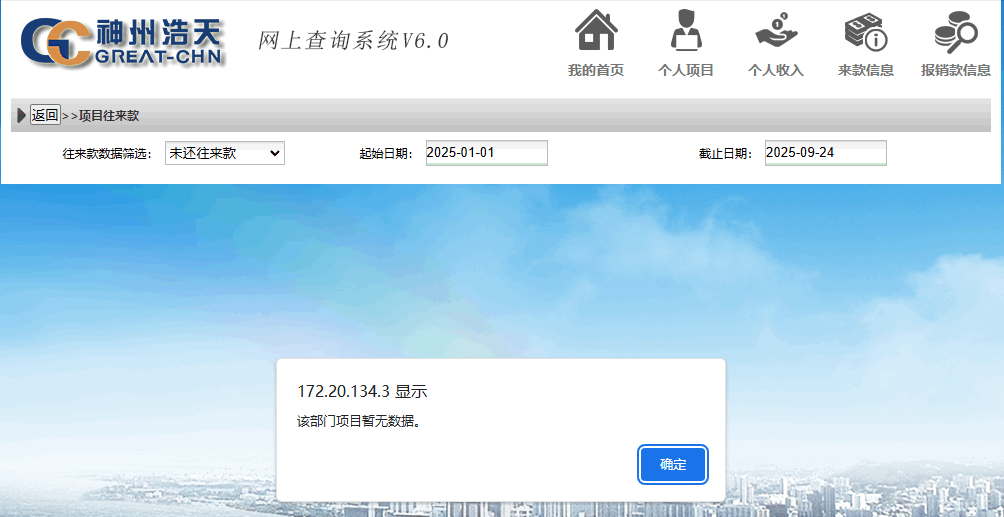 神州浩天
GREAT-CHN
网上查询系统V6.0
我的首页 个人项目 个人收入 来款信息 报销款信息
返回>>项目往来款
往来款数据筛选： 未还往来款 起始日期： 2025-01-01 截止日期： 2025-09-24
172.20.134.3 显示
该部门项目暂无数据。
确定